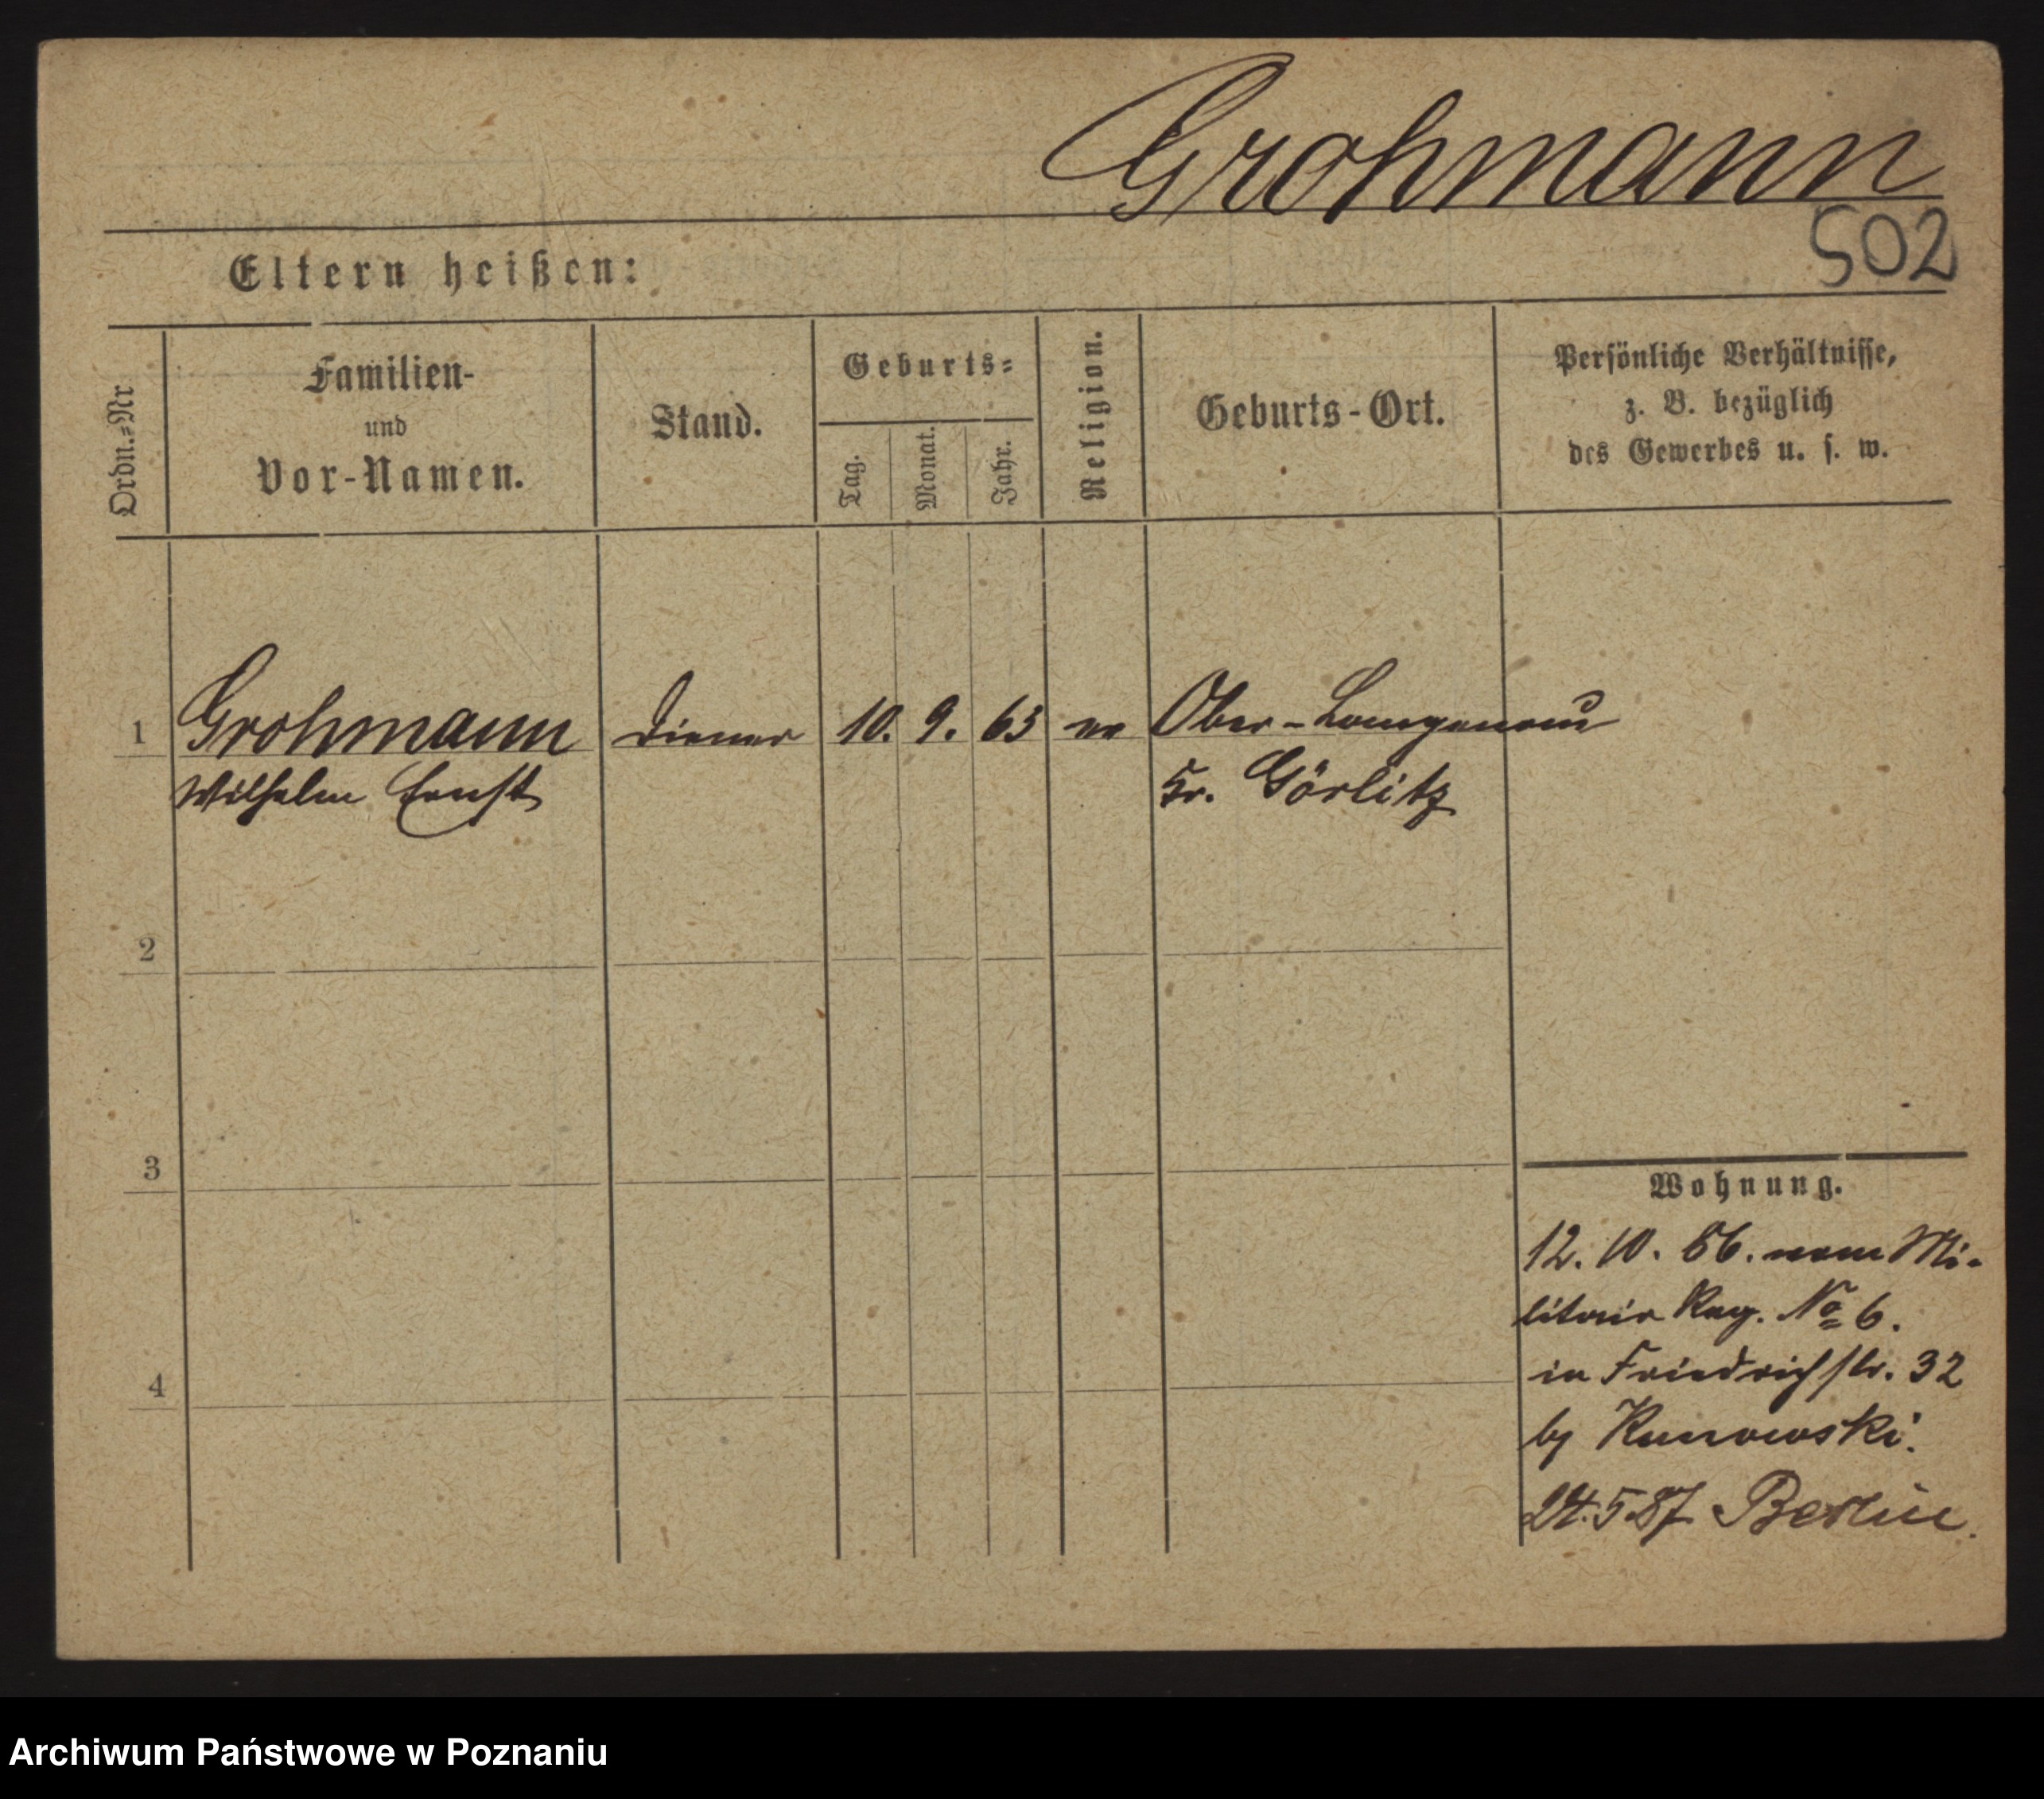 Grohmann
502
Eltern heißen:
Ordn.=Nr
Familien-
und
Vor-Namen.
Stand.
Geburts=
Tag.
Monat.
Jahr.
Religion.
Geburts-Ort.
Persönliche Verhältnisse,
z. B. bezüglich
des Gewerbes u. s. w.
1 Grohmann Diener 10. 9. 63 ev Ober-Langenau
Wilhelm Ernst Kr. Görlitz
2
3
4
Wohnung.
12. 10. 86. vom Mi-
litair Reg. No 6.
in Friedrichstr. 32
by Kunowski.
24.5.87 Berlin.
Archiwum Państwowe w Poznaniu